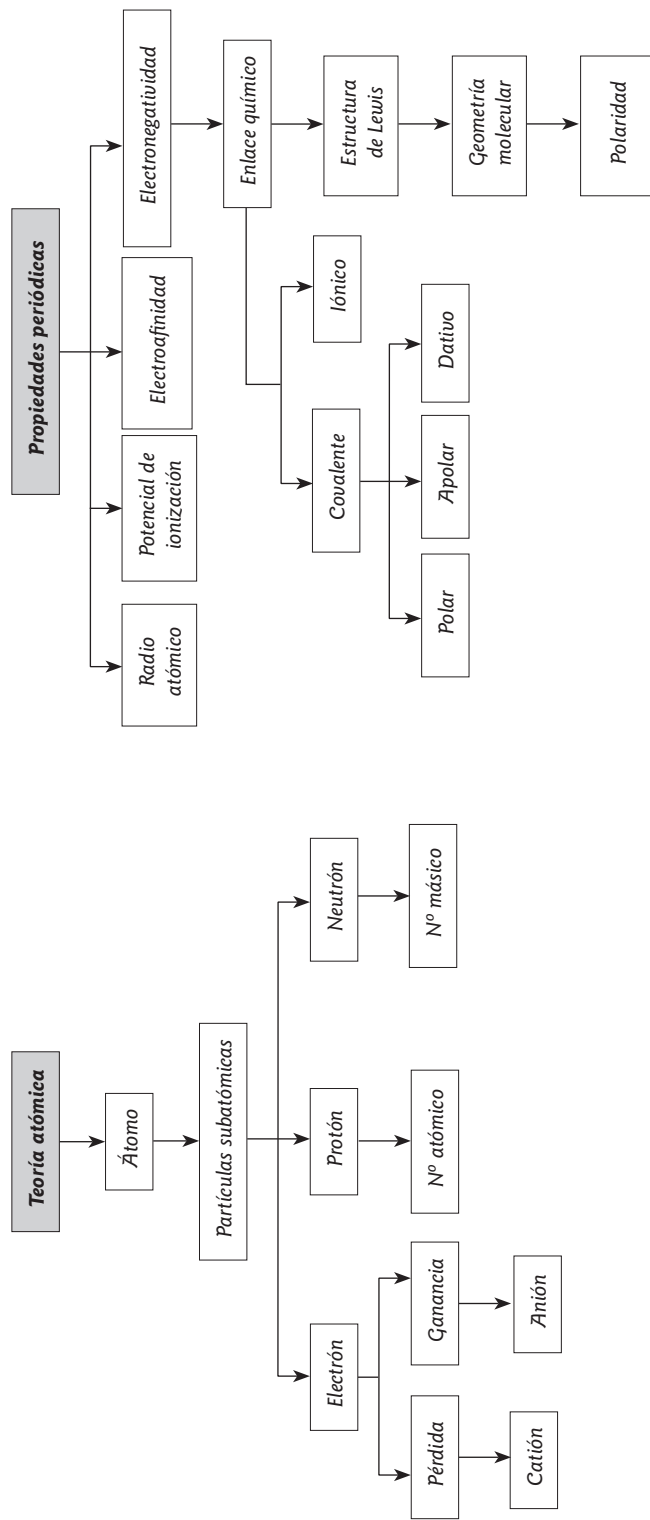 Teoría atómica
Átomo
Partículas subatómicas
Electrón
Protón
Neutrón
Pérdida
Ganancia
Nº atómico
Nº másico
Catión
Anión
Propiedades periódicas
Radio
atómico
Potencial de
ionización
Electroafinidad
Electronegatividad
Enlace químico
Covalente
Iónico
Estructura
de Lewis
Polar
Apolar
Dativo
Geometría
molecular
Polaridad